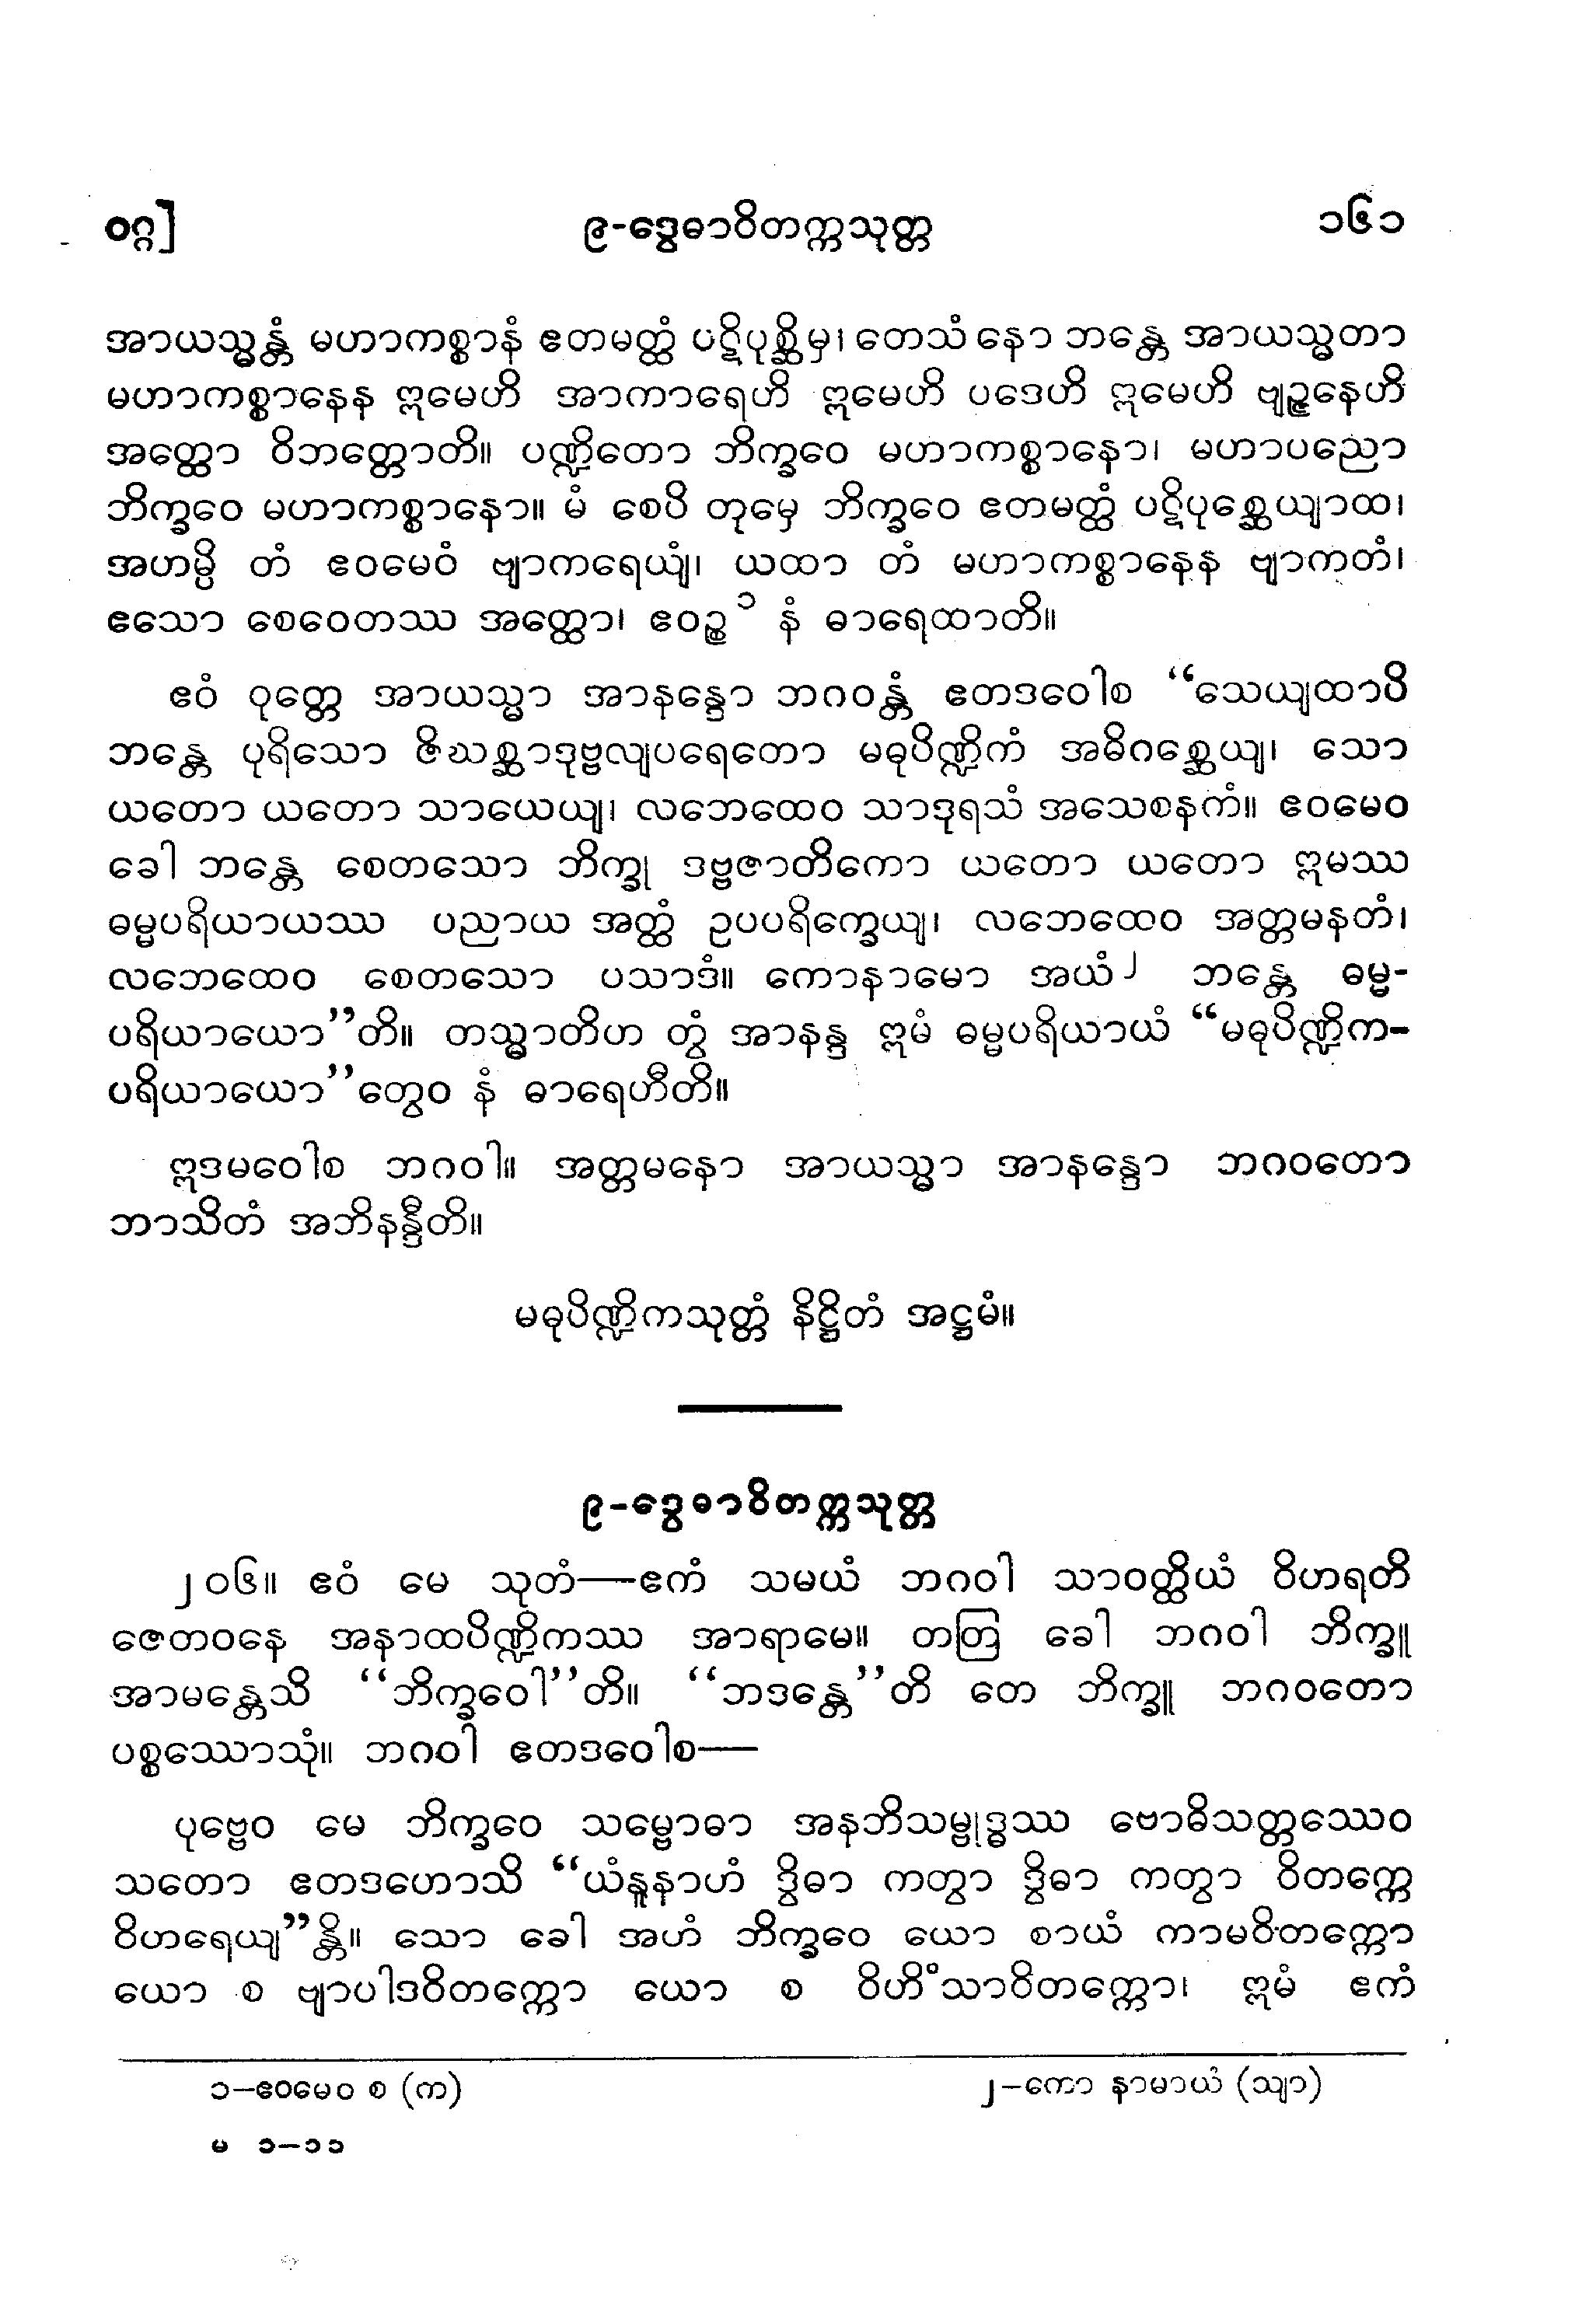 ဝဂ္ဂ]
၉-ဒွေဓာဝိတက္ကသုတ္တ
၁၆၁
အာယသ္မန္တံ မဟာကစ္စာနံ ဧတမတ္ထံ ပဋိပုစ္ဆိမှ၊ တေသံ နော ဘန္တေ အာယသ္မတာ
မဟာကစ္စာနေန ဣမေဟိ အာကာရေဟိ ဣမေဟိ ပဒေဟိ ဣမေဟိ ဗျဉ္ဇနေဟိ
အတ္ထော ဝိဘတ္တောတိ။ ပဏ္ဍိတော ဘိက္ခဝေ မဟာကစ္စာနော၊ မဟာပညော
ဘိက္ခဝေ မဟာကစ္စာနော။ မံ စေပိ တုမှေ ဘိက္ခဝေ ဧတမတ္ထံ ပဋိပုစ္ဆေယျာထ၊
အဟမ္ပိ တံ ဧဝမေဝံ ဗျာကရေယျံ၊ ယထာ တံ မဟာကစ္စာနေန ဗျာကတံ၊
ဧသော စေဝေတဿ အတ္ထော၊ ဧဝဉ္စ ၁ နံ ဓာရေထာတိ။
ဧဝံ ဝုတ္တေ အာယသ္မာ အာနန္ဒော ဘဂဝန္တံ ဧတဒဝေါစ “သေယျထာပိ
ဘန္တေ ပုရိသော ဇိဃစ္ဆာဒုဗ္ဗလျပရေတော မဓုပိဏ္ဍိကံ အဓိဂစ္ဆေယျ၊ သော
ယတော ယတော သာယေယျ၊ လဘေထေဝ သာဒုရသံ အသေစနကံ။ ဧဝမေဝ
ခေါ ဘန္တေ စေတသော ဘိက္ခု ဒဗ္ဗဇာတိကော ယတော ယတော ဣမဿ
ဓမ္မပရိယာယဿ ပညာယ အတ္ထံ ဥပပရိက္ခေယျ၊ လဘေထေဝ အတ္တမနတံ၊
လဘေထေဝ စေတသော ပသာဒံ။ ကောနာမော အယံ ၂ ဘန္တေ ဓမ္မ-
ပရိယာယော”တိ။ တသ္မာတိဟ တွံ အာနန္ဒ ဣမံ ဓမ္မပရိယာယံ “မဓုပိဏ္ဍိက-
ပရိယာယော”တွေဝ နံ ဓာရေဟီတိ။
ဣဒမဝေါစ ဘဂဝါ။ အတ္တမနော အာယသ္မာ အာနန္ဒော ဘဂဝတော
ဘာသိတံ အဘိနန္ဒီတိ။
မဓုပိဏ္ဍိကသုတ္တံ နိဋ္ဌိတံ အဋ္ဌမံ။
၉-ဒွေဓာဝိတက္ကသုတ္တ
၂၀၆။ ဧဝံ မေ သုတံ—ဧကံ သမယံ ဘဂဝါ သာဝတ္ထိယံ ဝိဟရတိ
ဇေတဝနေ အနာထပိဏ္ဍိကဿ အာရာမေ။ တတြ ခေါ ဘဂဝါ ဘိက္ခူ
အာမန္တေသိ “ဘိက္ခဝေါ”တိ။ “ဘဒန္တေ”တိ တေ ဘိက္ခူ ဘဂဝတော
ပစ္စဿောသုံ။ ဘဂဝါ ဧတဒဝေါစ—
ပုဗ္ဗေဝ မေ ဘိက္ခဝေ သမ္ဗောဓာ အနဘိသမ္ဗုဒ္ဓဿ ဗောဓိသတ္တဿေဝ
သတော ဧတဒဟောသိ “ယံနူနာဟံ ဒွိဓာ ကတွာ ဒွိဓာ ကတွာ ဝိတက္ကေ
ဝိဟရေယျ”န္တိ။ သော ခေါ အဟံ ဘိက္ခဝေ ယော စာယံ ကာမဝိတက္ကော
ယော စ ဗျာပါဒဝိတက္ကော ယော စ ဝိဟိံသာဝိတက္ကော၊ ဣမံ ဧကံ
၁-ဧဝမေဝ စ (က)
၂-ကော နာမာယံ (သျာ)
မ ၁-၁၁